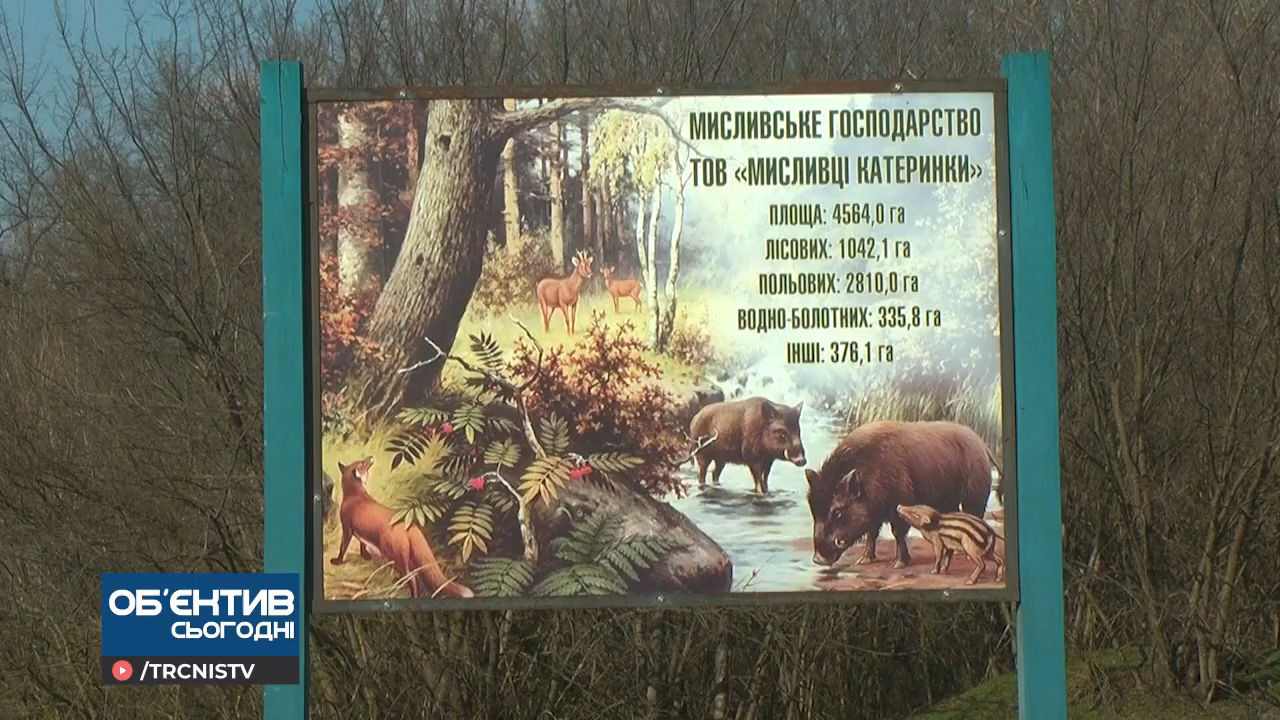 МИСЛИВСЬКЕ ГОСПОДАРСТВО
ТОВ «МИСЛИВЦІ КАТЕРИНКИ»
ПЛОЩА: 4564,0 га
ЛІСОВИХ: 1042,1 га
ПОЛЬОВИХ: 2810,0 га
ВОДНО-БОЛОТНИХ: 335,8 га
ІНШІ: 376,1 га
ОБ'ЄКТИВ
СЬОГОДНІ
/TRCNISTV